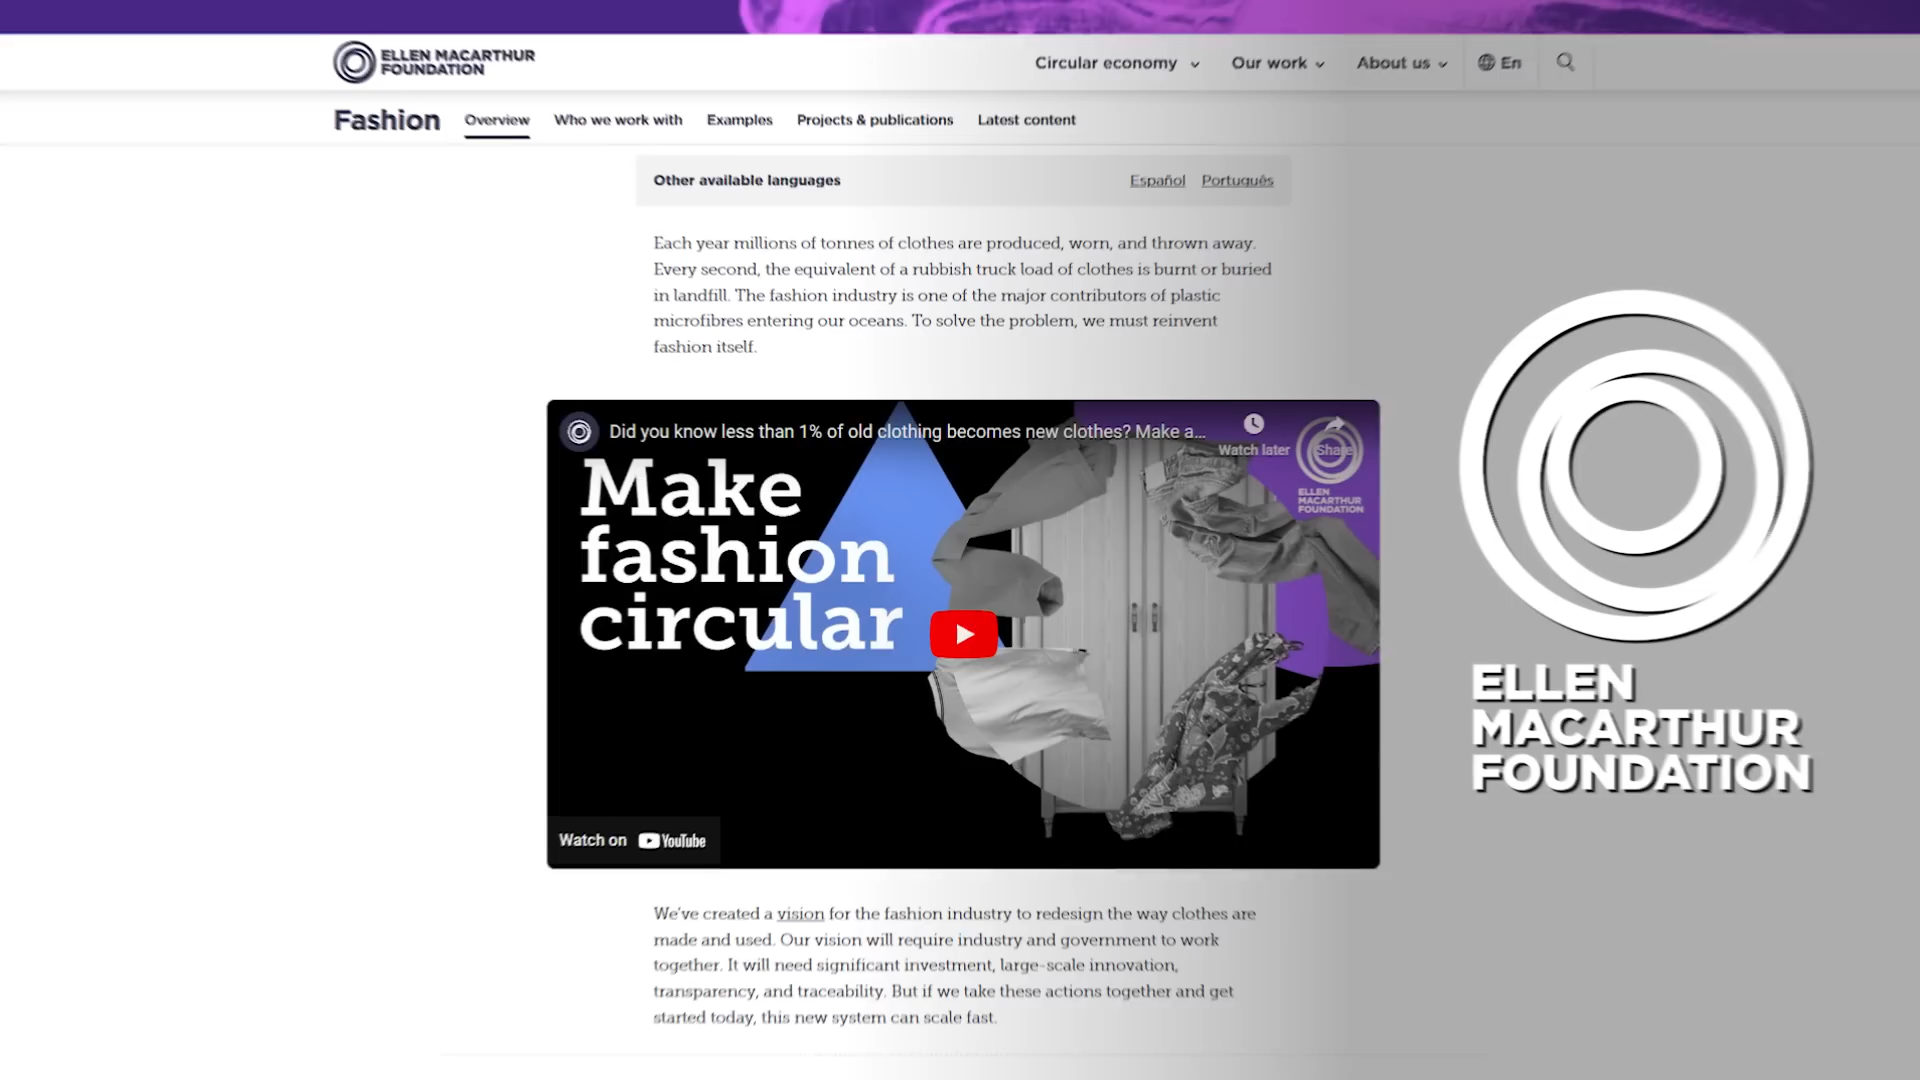 ELLEN MACARTHUR
FOUNDATION
Circular economy
Our work
About us
En
Fashion
Overview
Who we work with
Examples
Projects & publications
Latest content
Other available languages
Español
Português
Each year millions of tonnes of clothes are produced, worn, and thrown away.
Every second, the equivalent of a rubbish truck load of clothes is burnt or buried
in landfill. The fashion industry is one of the major contributors of plastic
microfibres entering our oceans. To solve the problem, we must reinvent
fashion itself.
Did you know less than 1% of old clothing becomes new clothes? Make a...
Watch later
Share
ELLEN
MACARTHUR
FOUNDATION
Make
fashion
circular
Watch on
YouTube
ELLEN
MACARTHUR
FOUNDATION
We've created a vision for the fashion industry to redesign the way clothes are
made and used. Our vision will require industry and government to work
together. It will need significant investment, large-scale innovation,
transparency, and traceability. But if we take these actions together and get
started today, this new system can scale fast.